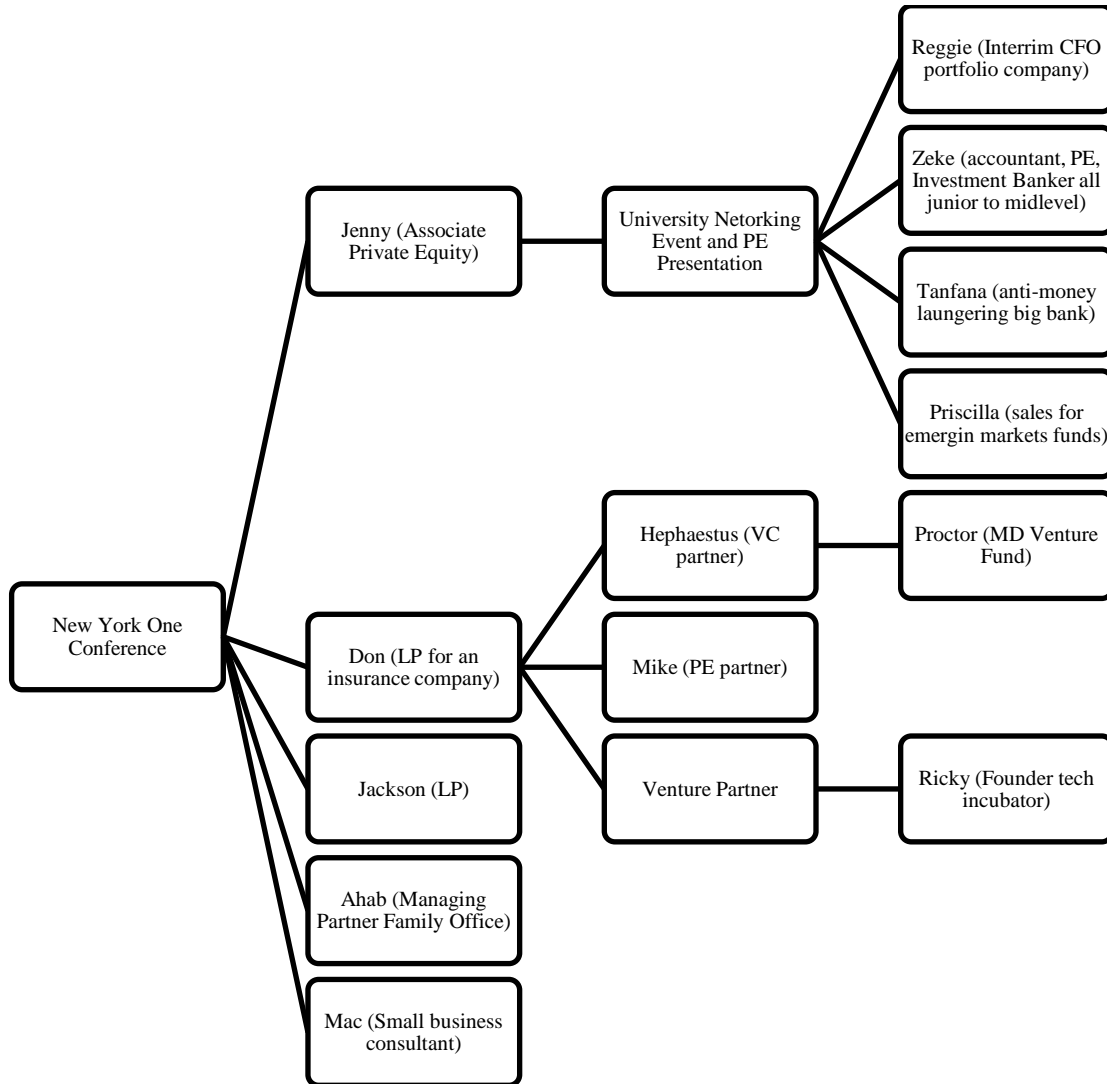 Reggie (Interrim CFO
portfolio company)
Zeke (accountant, PE,
Investment Banker all
junior to midlevel)
Jenny (Associate
Private Equity)
University Netorking
Event and PE
Presentation
Tanfana (anti-money
laungering big bank)
Priscilla (sales for
emergin markets funds)
Hephaestus (VC
partner)
Proctor (MD Venture
Fund)
New York One
Conference
Don (LP for an
insurance company)
Mike (PE partner)
Jackson (LP)
Venture Partner
Ricky (Founder tech
incubator)
Ahab (Managing
Partner Family Office)
Mac (Small business
consultant)